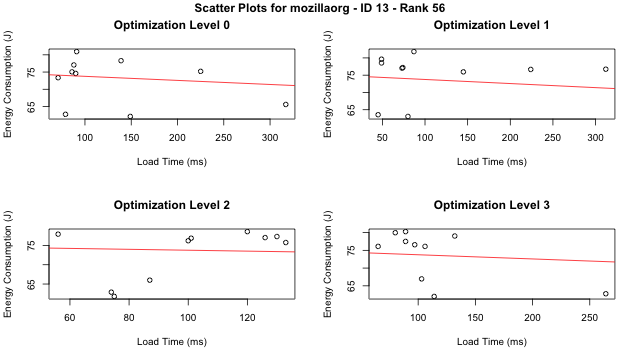 Scatter Plots for mozillaorg - ID 13 - Rank 56
Optimization Level 0
Energy Consumption (J)
75
65
100 150 200 250 300
Load Time (ms)
Optimization Level 1
Energy Consumption (J)
75
65
50 100 150 200 250 300
Load Time (ms)
Optimization Level 2
Energy Consumption (J)
75
65
60 80 100 120
Load Time (ms)
Optimization Level 3
Energy Consumption (J)
75
65
100 150 200 250
Load Time (ms)